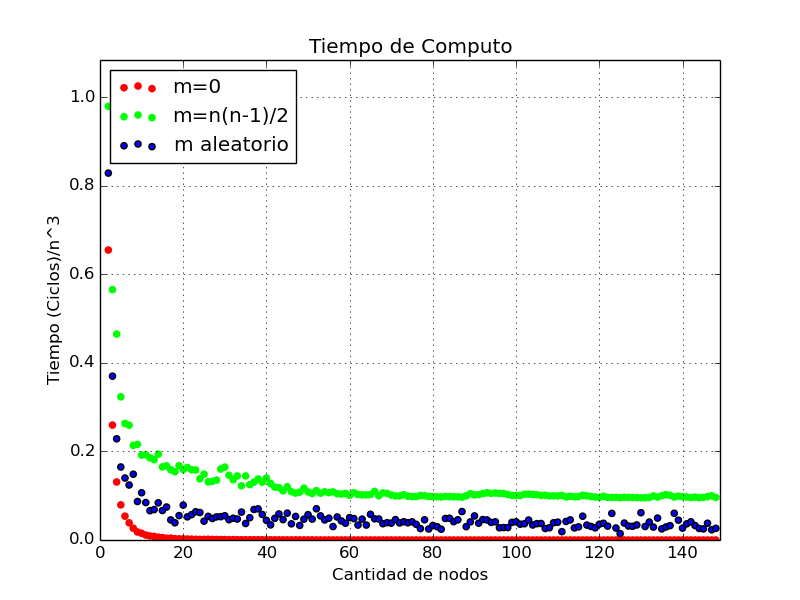 Tiempo de Computo
m=0
m=n(n-1)/2
m aleatorio
Tiempo (Ciclos)/n^3
1.0
0.8
0.6
0.4
0.2
0.0
0 20 40 60 80 100 120 140
Cantidad de nodos